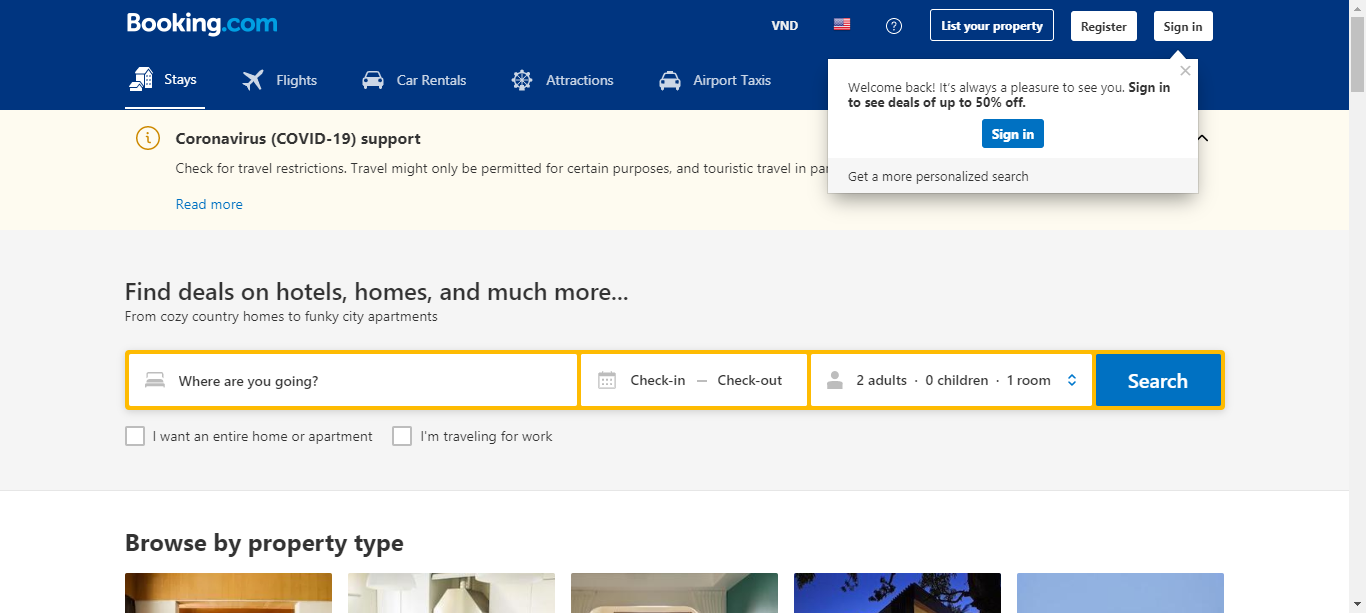 Booking.com
VND
List your property
Register
Sign in
Stays
Flights
Car Rentals
Attractions
Airport Taxis
Welcome back! It's always a pleasure to see you. Sign in
to see deals of up to 50% off.
Sign in
Get a more personalized search
Coronavirus (COVID-19) support
Check for travel restrictions. Travel might only be permitted for certain purposes, and touristic travel in
Read more
Find deals on hotels, homes, and much more...
From cozy country homes to funky city apartments
Where are you going?
Check-in — Check-out
2 adults · 0 children · 1 room
Search
I want an entire home or apartment
I'm traveling for work
Browse by property type